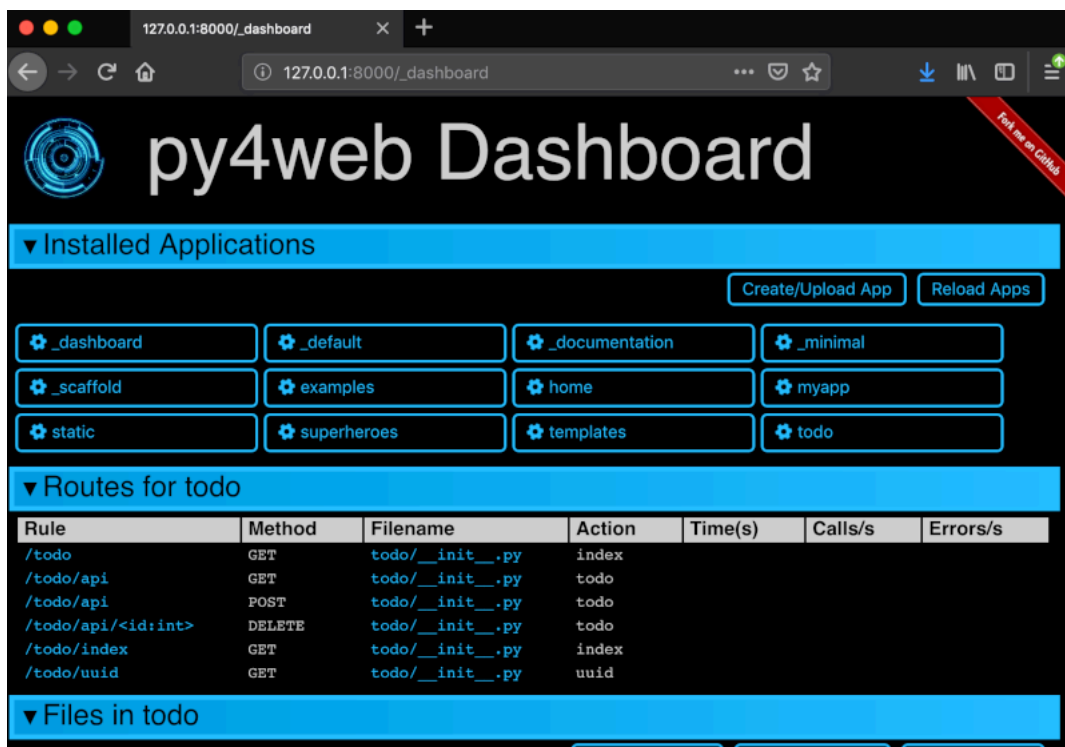 127.0.0.1:8000/_dashboard
127.0.0.1:8000/_dashboard
Fork me on GitHub
py4web Dashboard
▾ Installed Applications
Create/Upload App Reload Apps
_dashboard _default _documentation _minimal
_scaffold examples home myapp
static superheroes templates todo
▾ Routes for todo
Rule Method Filename Action Time(s) Calls/s Errors/s
/todo GET todo/__init__.py index
/todo/api GET todo/__init__.py todo
/todo/api POST todo/__init__.py todo
/todo/api/<id:int> DELETE todo/__init__.py todo
/todo/index GET todo/__init__.py index
/todo/uuid GET todo/__init__.py uuid
▾ Files in todo